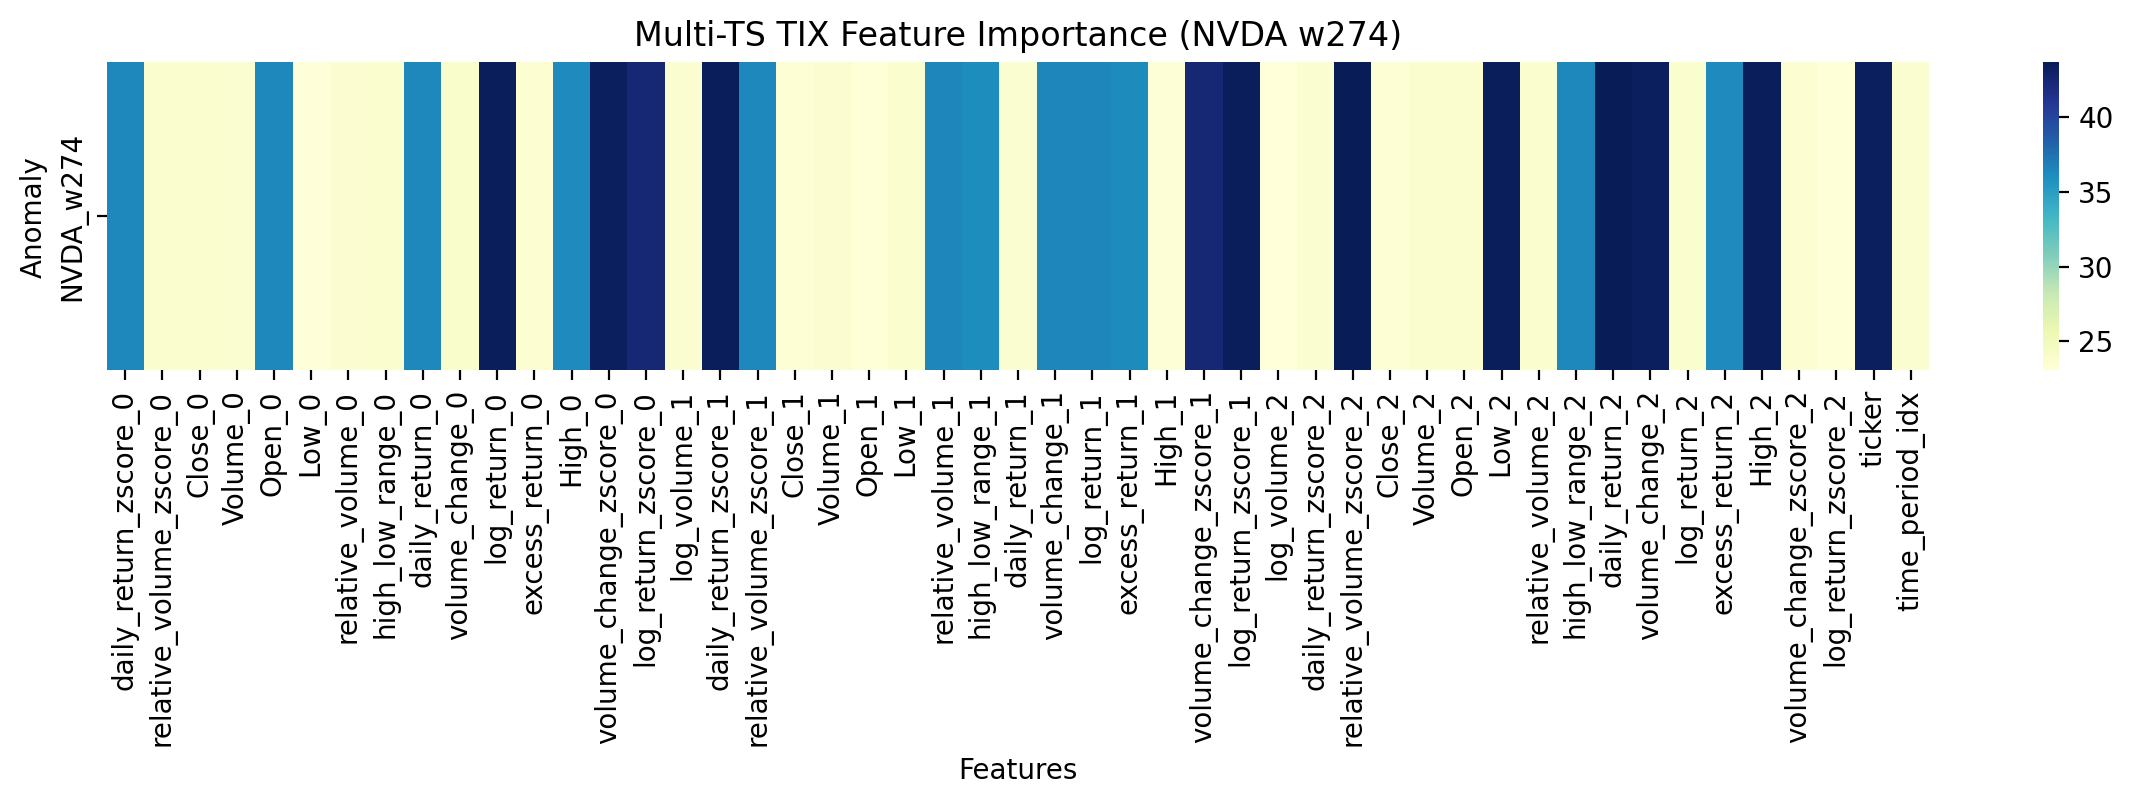 Multi-TS TIX Feature Importance (NVDA w274)
Anomaly
NVDA_w274
40
35
30
25
daily_return_zscore_0
relative_volume_zscore_0
Close_0
Volume_0
Open_0
Low_0
relative_volume_0
high_low_range_0
daily_return_0
volume_change_0
log_return_0
excess_return_0
High_0
volume_change_zscore_0
log_return_zscore_0
log_volume_1
daily_return_zscore_1
relative_volume_zscore_1
Close_1
Volume_1
Open_1
Low_1
relative_volume_1
high_low_range_1
daily_return_1
volume_change_1
log_return_1
excess_return_1
High_1
volume_change_zscore_1
log_return_zscore_1
log_volume_2
daily_return_zscore_2
relative_volume_zscore_2
Close_2
Volume_2
Open_2
Low_2
relative_volume_2
high_low_range_2
daily_return_2
volume_change_2
log_return_2
excess_return_2
High_2
volume_change_zscore_2
log_return_zscore_2
ticker
time_period_idx
Features